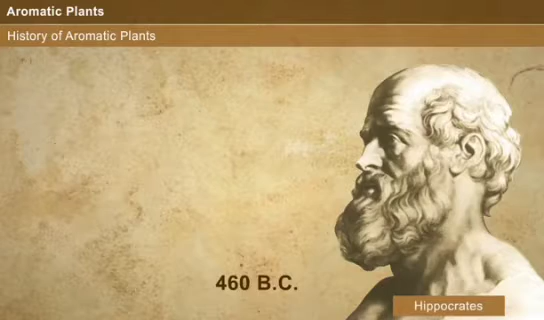 Aromatic Plants
History of Aromatic Plants
460 B.C.
Hippocrates